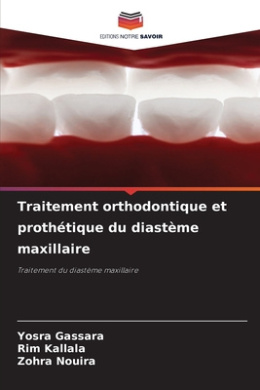 EDITIONS NOTRE SAVOIR
Traitement orthodontique et
prothétique du diastème
maxillaire
Traitement du diastème maxillaire
Yosra Gassara
Rim Kallala
Zohra Nouira